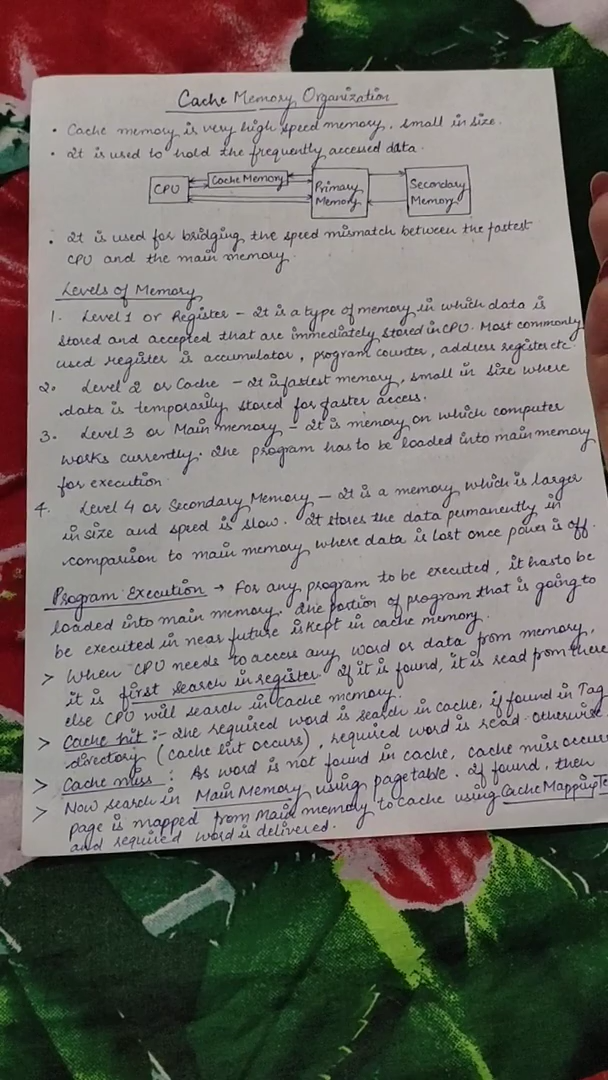 Cache Memory Organization
• Cache memory is very high speed memory, small in size.
• It is used to hold the frequently accessed data.
CPU
Cache Memory
Primary Memory
Secondary Memory
• It is used for bridging the speed mismatch between the fastest
CPU and the main memory.
Levels of Memory
1. Level 1 or Register – It is a type of memory in which data is
stored and accepted that are immediately stored in CPU. Most commonly
used register is accumulator, program counter, address register etc.
2. Level 2 or Cache – It is fastest memory, small in size where
data is temporarily stored for faster access.
3. Level 3 or Main memory – It is memory on which computer
works currently. The program has to be loaded into main memory
for execution.
4. Level 4 or Secondary Memory – It is a memory which is larger
in size and speed is slow. It stores the data permanently in
comparison to main memory where data is lost once power is off.
Program Execution → For any program to be executed, it has to be
loaded into main memory. The portion of program that is going to
be executed in near future is kept in cache memory.
> When CPU needs to access any word or data from memory,
it is first search in register. If it is found, it is read from there
else CPU will search in cache memory.
> Cache hit :- The required word is search in cache, if found in Tag
directory (cache hit occurs), required word is read otherwise
> Cache miss : As word is not found in cache, cache miss occurs
> Now search in Main Memory using page table. If found, then
page is mapped from main memory to cache using Cache Mapping Te
and required word is delivered.